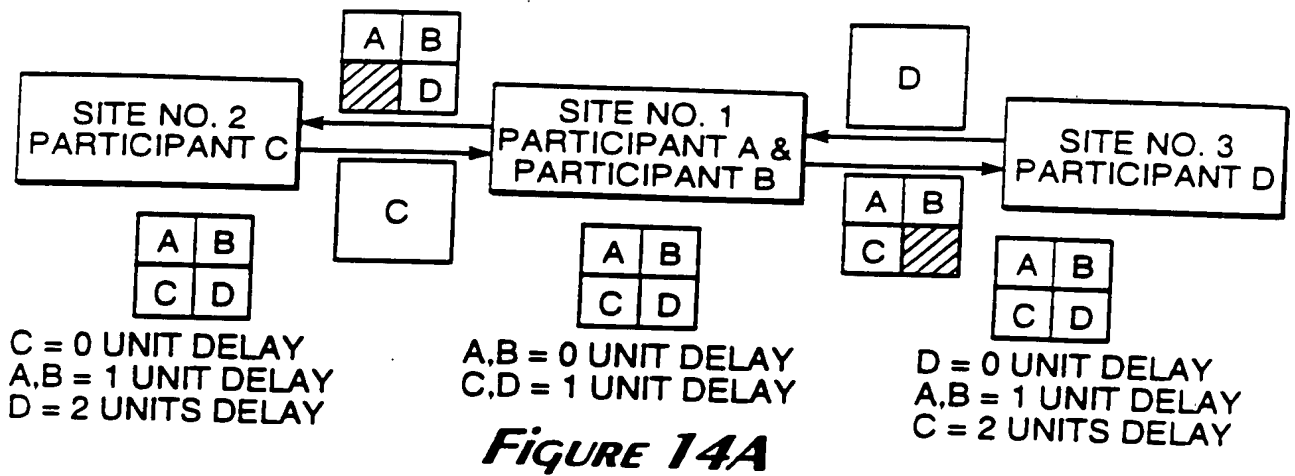 A B
D
D
SITE NO. 2
PARTICIPANT C
SITE NO. 1
PARTICIPANT A &
PARTICIPANT B
SITE NO. 3
PARTICIPANT D
C
A B
C
A B
C D
A B
C D
A B
C D
C = 0 UNIT DELAY
A,B = 1 UNIT DELAY
D = 2 UNITS DELAY
A,B = 0 UNIT DELAY
C,D = 1 UNIT DELAY
D = 0 UNIT DELAY
A,B = 1 UNIT DELAY
C = 2 UNITS DELAY
FIGURE 14A